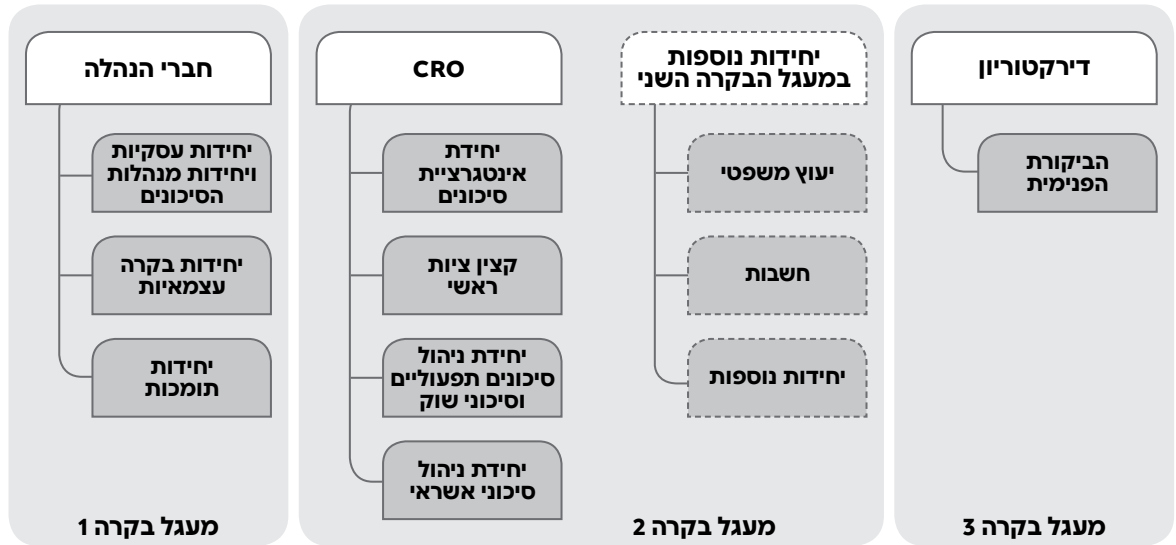 חברי הנהלה
יחידות עסקיות
ויחידות מנהלות
הסיכונים
יחידות בקרה
עצמאיות
יחידות
תומכות
מעגל בקרה 1
CRO
יחידת
אינטגרציית
סיכונים
קצין ציות
ראשי
יחידת ניהול
סיכונים תפעוליים
וסיכוני שוק
יחידת ניהול
סיכוני אשראי
יחידות נוספות
במעגל הבקרה השני
יעוץ משפטי
חשבות
יחידות נוספות
מעגל בקרה 2
דירקטוריון
הביקורת
הפנימית
מעגל בקרה 3